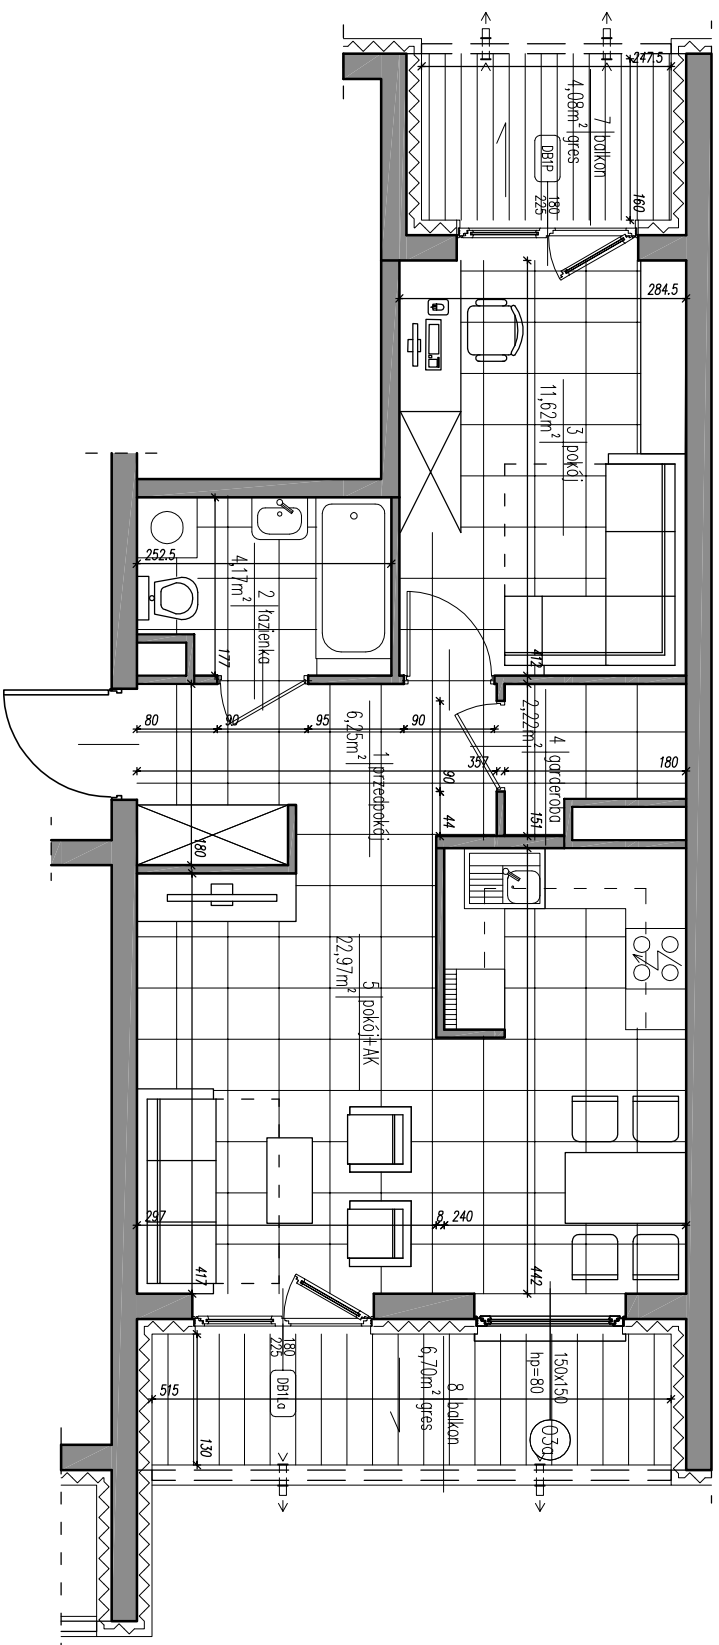 247.5
7 balkon
4,08m² gres
DB1P
180
225
160
284.5
3 pokój
11,62m²
412
252.5
2 łazienka
4,17m²
177
80
90
95
90
1 przedpokój
6,25m²
357
90
44
4 garderoba
2,22m²
180
151
180
5 pokój+AK
22,97m²
297
8
240
417
442
180
225
DB1La
515
130
8 balkon
6,70m² gres
150x150
hp=80
O3a